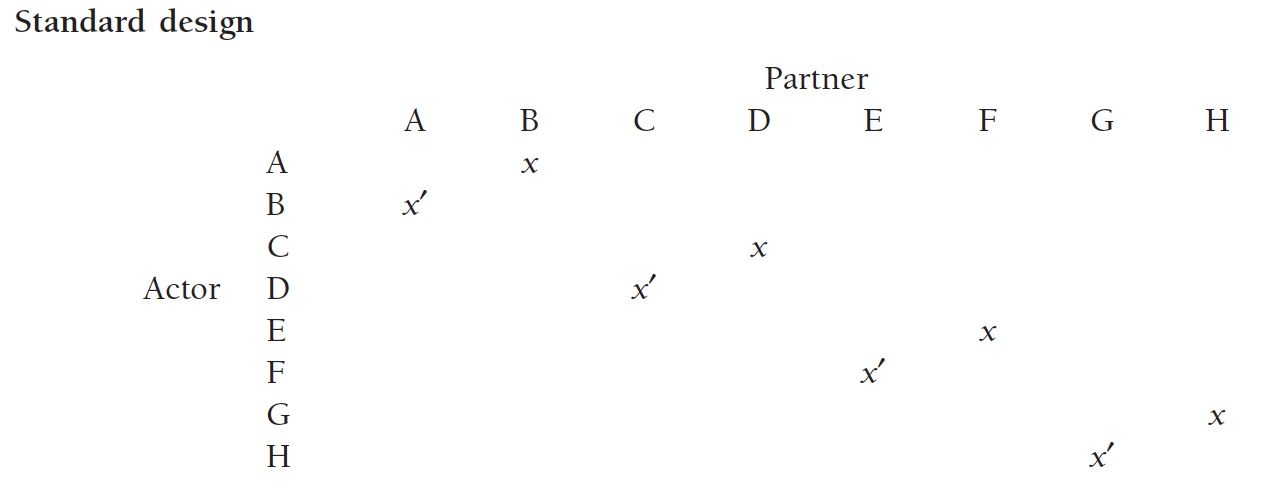 Standard design
Partner
A B C D E F G H
A x
B x′
C x
Actor D x′
E x
F x′
G x
H x′